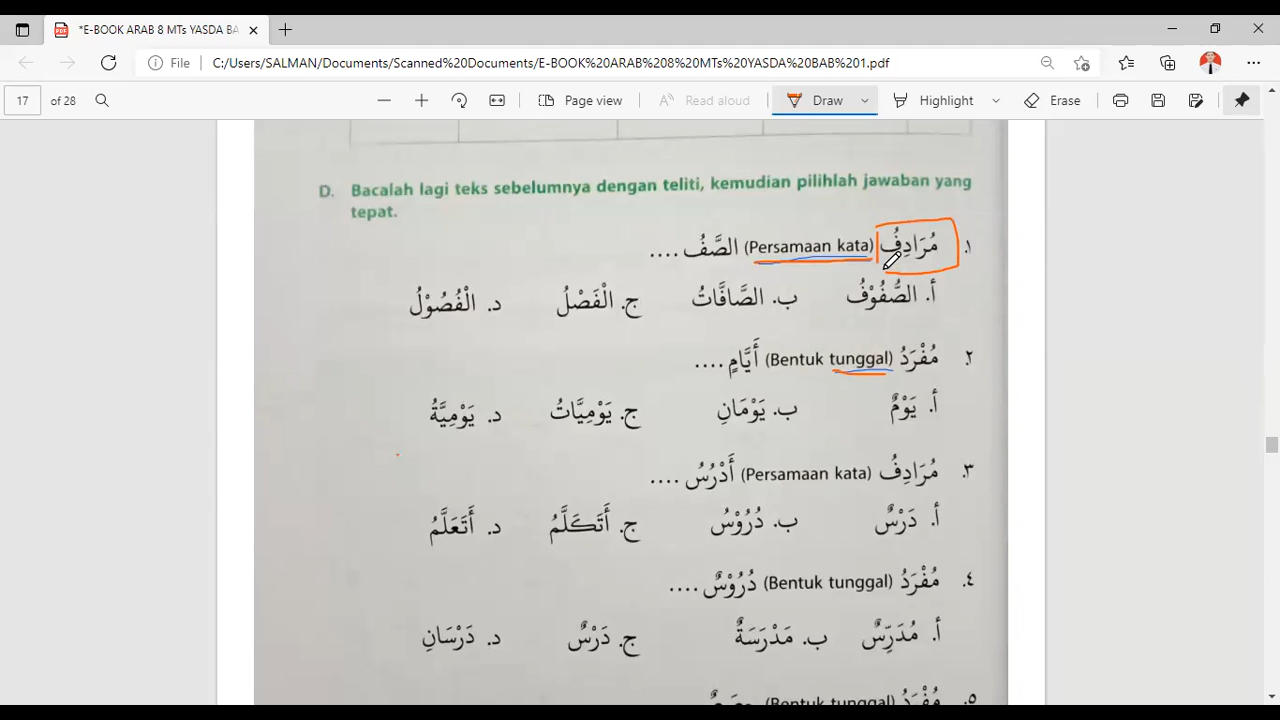 *E-BOOK ARAB 8 MTs YASDA BA
File C:/Users/SALMAN/Documents/Scanned%20Documents/E-BOOK%20ARAB%208%20MTs%20YASDA%20BAB%201.pdf
17 of 28 Page view Read aloud Draw Highlight Erase
D. Bacalah lagi teks sebelumnya dengan teliti, kemudian pilihlah jawaban yang
tepat.
١. مُرَادِفُ (Persamaan kata) الصَّفُ ....
أ. الصُّفُوْفُ ب. الصَّافَّاتُ ج. الْفَصْلُ د. الْفُصُوْلُ
٢. مُفْرَدُ (Bentuk tunggal) أَيَّامٍ ....
أ. يَوْمٌ ب. يَوْمَانِ ج. يَوْمِيَّاتُ د. يَوْمِيَّةُ
٣. مُرَادِفُ (Persamaan kata) أَدْرُسُ ....
أ. دَرْسٌ ب. دُرُوْسُ ج. أَتَكَلَّمُ د. أَتَعَلَّمُ
٤. مُفْرَدُ (Bentuk tunggal) دُرُوْسٌ ....
أ. مُدَرِّسٌ ب. مَدْرَسَةٌ ج. دَرْسٌ د. دَرْسَانِ
٥. مُفْرَدُ (Bentuk tunggal)